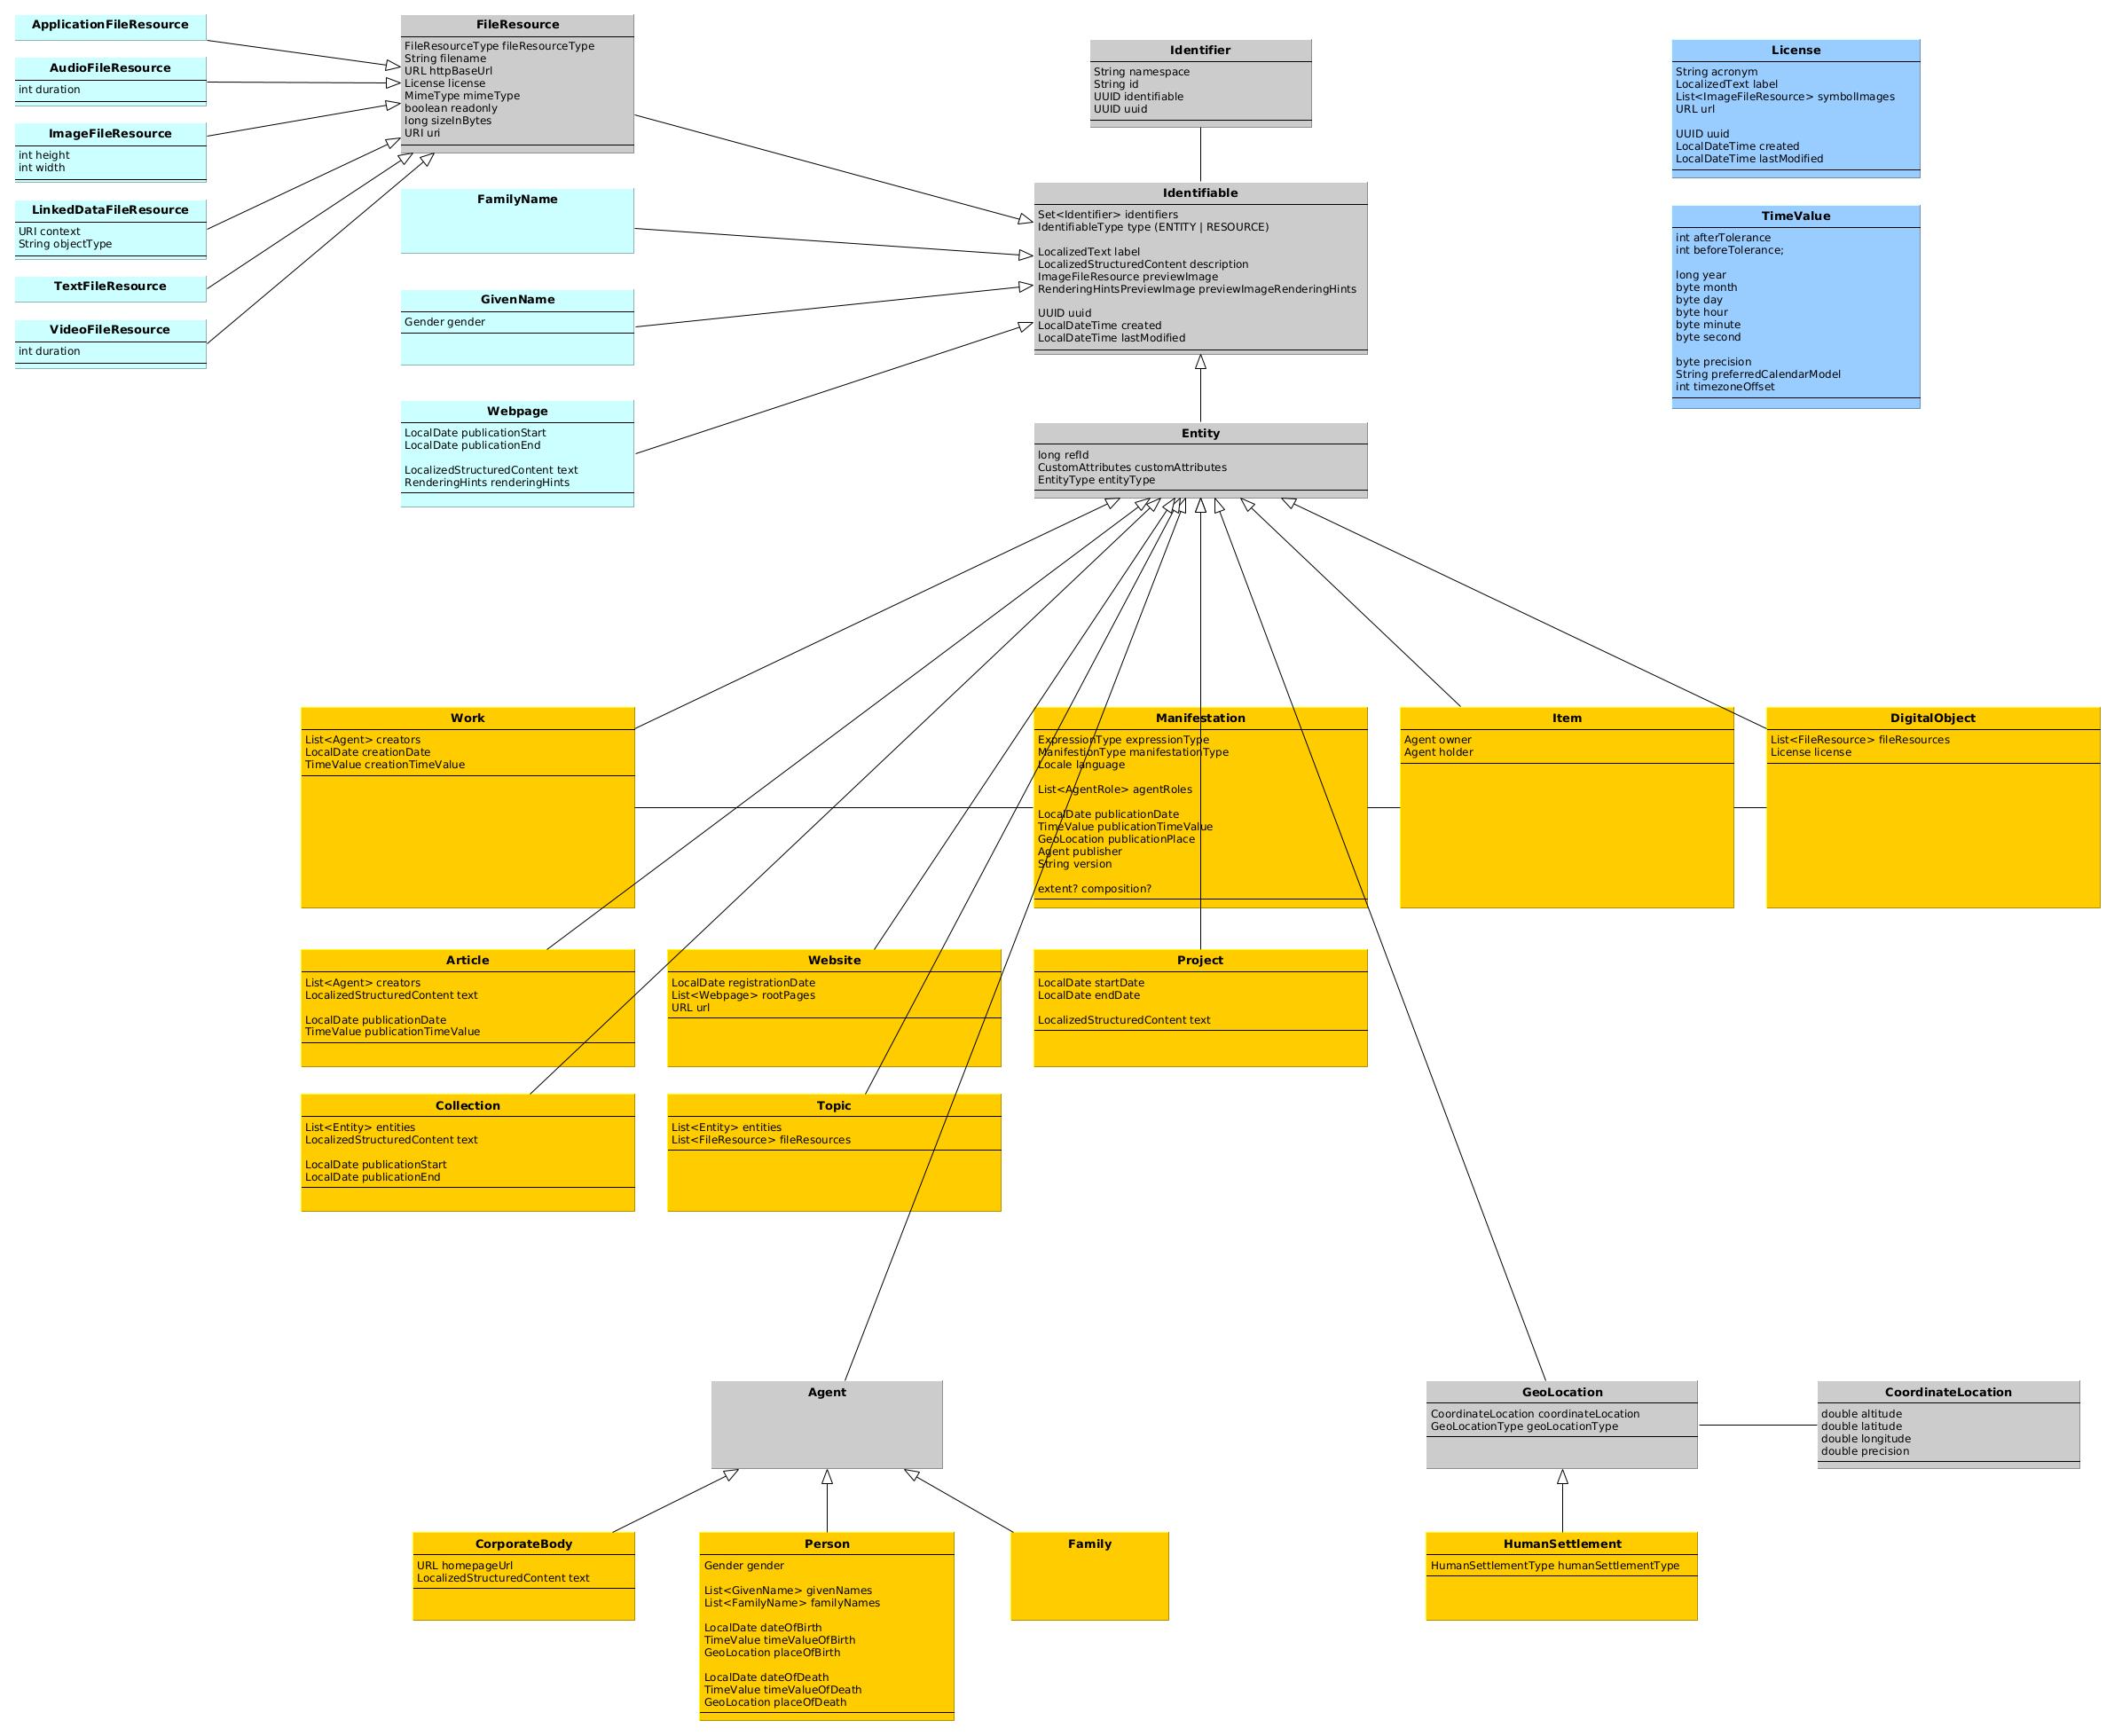 ApplicationFileResource
AudioFileResource
int duration
ImageFileResource
int height
int width
LinkedDataFileResource
URI context
String objectType
TextFileResource
VideoFileResource
int duration
FileResource
FileResourceType fileResourceType
String filename
URL httpBaseUrl
License license
MimeType mimeType
boolean readonly
long sizeInBytes
URI uri
FamilyName
GivenName
Gender gender
Webpage
LocalDate publicationStart
LocalDate publicationEnd
LocalizedStructuredContent text
RenderingHints renderingHints
Identifier
String namespace
String id
UUID identifiable
UUID uuid
Identifiable
Set<Identifier> identifiers
IdentifiableType type (ENTITY | RESOURCE)
LocalizedText label
LocalizedStructuredContent description
ImageFileResource previewImage
RenderingHintsPreviewImage previewImageRenderingHints
UUID uuid
LocalDateTime created
LocalDateTime lastModified
Entity
long refId
CustomAttributes customAttributes
EntityType entityType
License
String acronym
LocalizedText label
List<ImageFileResource> symbolImages
URL url
UUID uuid
LocalDateTime created
LocalDateTime lastModified
TimeValue
int afterTolerance
int beforeTolerance;
long year
byte month
byte day
byte hour
byte minute
byte second
byte precision
String preferredCalendarModel
int timezoneOffset
Work
List<Agent> creators
LocalDate creationDate
TimeValue creationTimeValue
Manifestation
ExpressionType expressionType
ManifestionType manifestationType
Locale language
List<AgentRole> agentRoles
LocalDate publicationDate
TimeValue publicationTimeValue
GeoLocation publicationPlace
Agent publisher
String version
extent? composition?
Item
Agent owner
Agent holder
DigitalObject
List<FileResource> fileResources
License license
Article
List<Agent> creators
LocalizedStructuredContent text
LocalDate publicationDate
TimeValue publicationTimeValue
Website
LocalDate registrationDate
List<Webpage> rootPages
URL url
Project
LocalDate startDate
LocalDate endDate
LocalizedStructuredContent text
Collection
List<Entity> entities
LocalizedStructuredContent text
LocalDate publicationStart
LocalDate publicationEnd
Topic
List<Entity> entities
List<FileResource> fileResources
Agent
GeoLocation
CoordinateLocation coordinateLocation
GeoLocationType geoLocationType
CoordinateLocation
double altitude
double latitude
double longitude
double precision
CorporateBody
URL homepageUrl
LocalizedStructuredContent text
Person
Gender gender
List<GivenName> givenNames
List<FamilyName> familyNames
LocalDate dateOfBirth
TimeValue timeValueOfBirth
GeoLocation placeOfBirth
LocalDate dateOfDeath
TimeValue timeValueOfDeath
GeoLocation placeOfDeath
Family
HumanSettlement
HumanSettlementType humanSettlementType